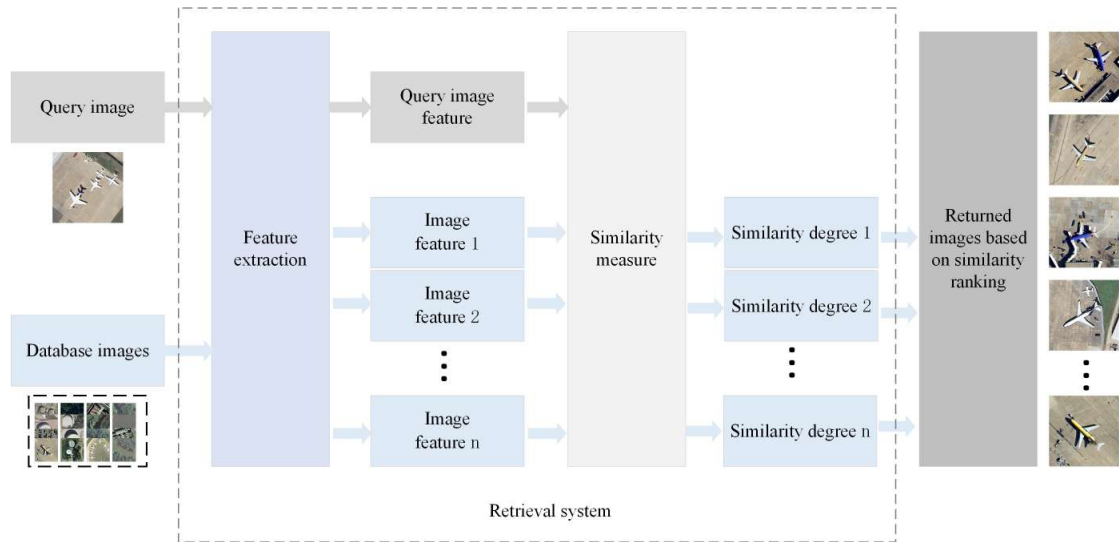 Query image
Database images
Feature
extraction
Query image
feature
Image
feature 1
Image
feature 2
Image
feature n
Similarity
measure
Similarity degree 1
Similarity degree 2
Similarity degree n
Returned
images based
on similarity
ranking
Retrieval system